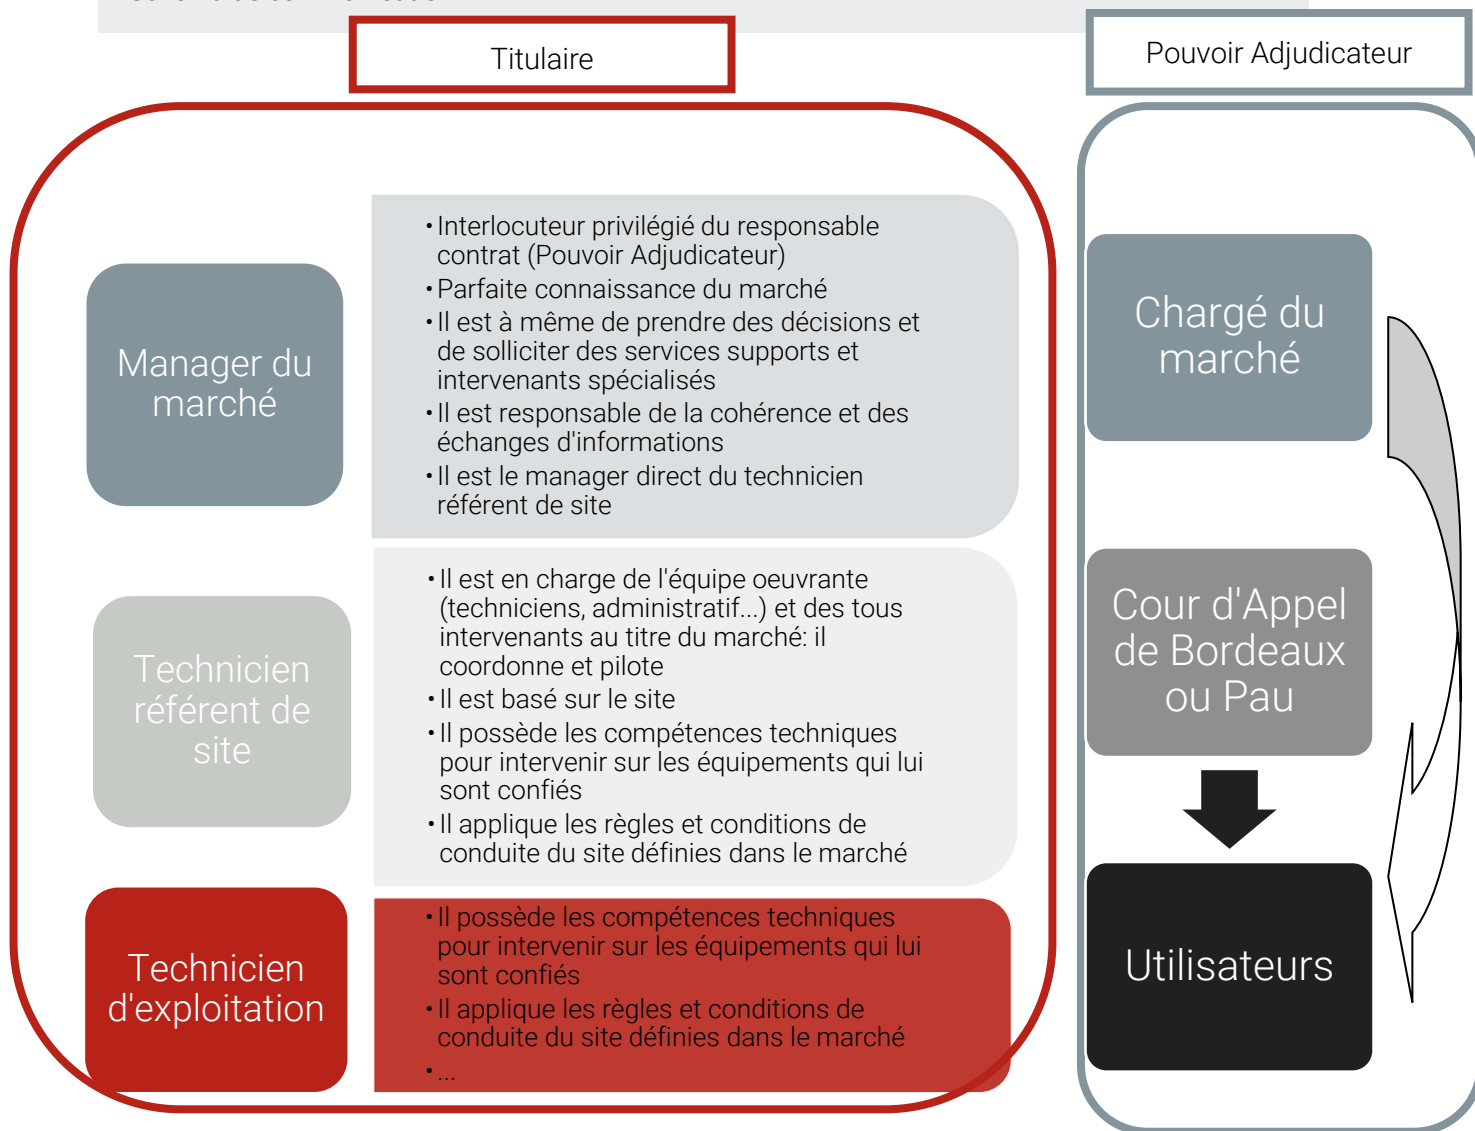 Titulaire
Pouvoir Adjudicateur
Manager du
marché
•Interlocuteur privilégié du responsable
contrat (Pouvoir Adjudicateur)
•Parfaite connaissance du marché
•Il est à même de prendre des décisions et
de solliciter des services supports et
intervenants spécialisés
•Il est responsable de la cohérence et des
échanges d'informations
•Il est le manager direct du technicien
référent de site
Technicien
référent de
site
•Il est en charge de l'équipe oeuvrante
(techniciens, administratif...) et des tous
intervenants au titre du marché: il
coordonne et pilote
•Il est basé sur le site
•Il possède les compétences techniques
pour intervenir sur les équipements qui lui
sont confiés
•Il applique les règles et conditions de
conduite du site définies dans le marché
Technicien
d'exploitation
•Il possède les compétences techniques
pour intervenir sur les équipements qui lui
sont confiés
•Il applique les règles et conditions de
conduite du site définies dans le marché
•...
Chargé du
marché
Cour d'Appel
de Bordeaux
ou Pau
Utilisateurs